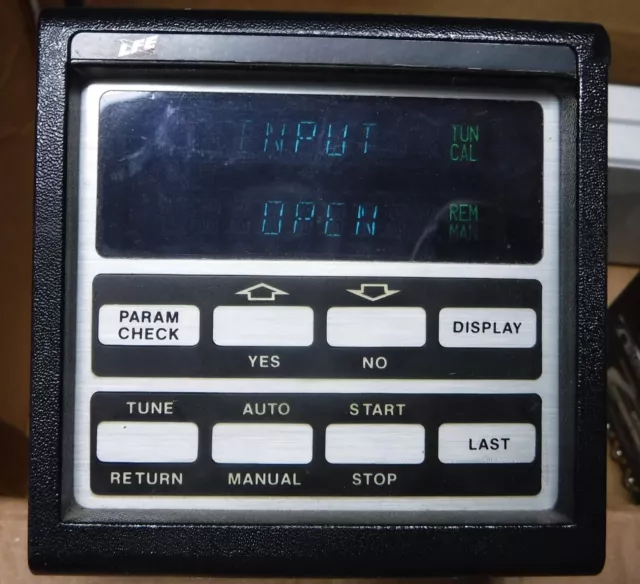 LFE
INPUT
TUN
CAL
OPEN
REM
MAN
PARAM
CHECK
YES
NO
DISPLAY
TUNE
AUTO
START
LAST
RETURN
MANUAL
STOP